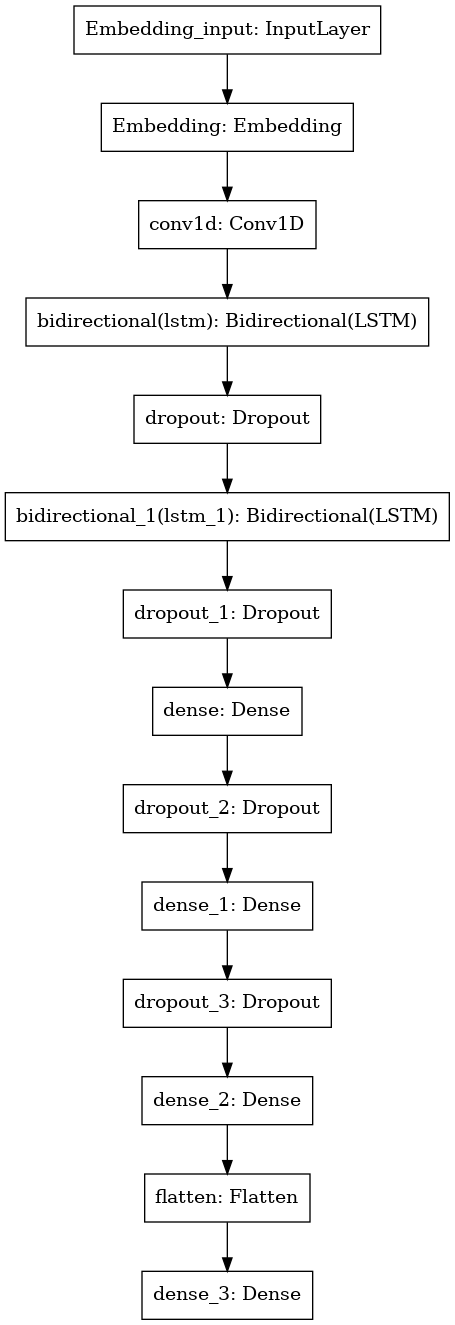 Embedding_input: InputLayer
Embedding: Embedding
conv1d: Conv1D
bidirectional(lstm): Bidirectional(LSTM)
dropout: Dropout
bidirectional_1(lstm_1): Bidirectional(LSTM)
dropout_1: Dropout
dense: Dense
dropout_2: Dropout
dense_1: Dense
dropout_3: Dropout
dense_2: Dense
flatten: Flatten
dense_3: Dense